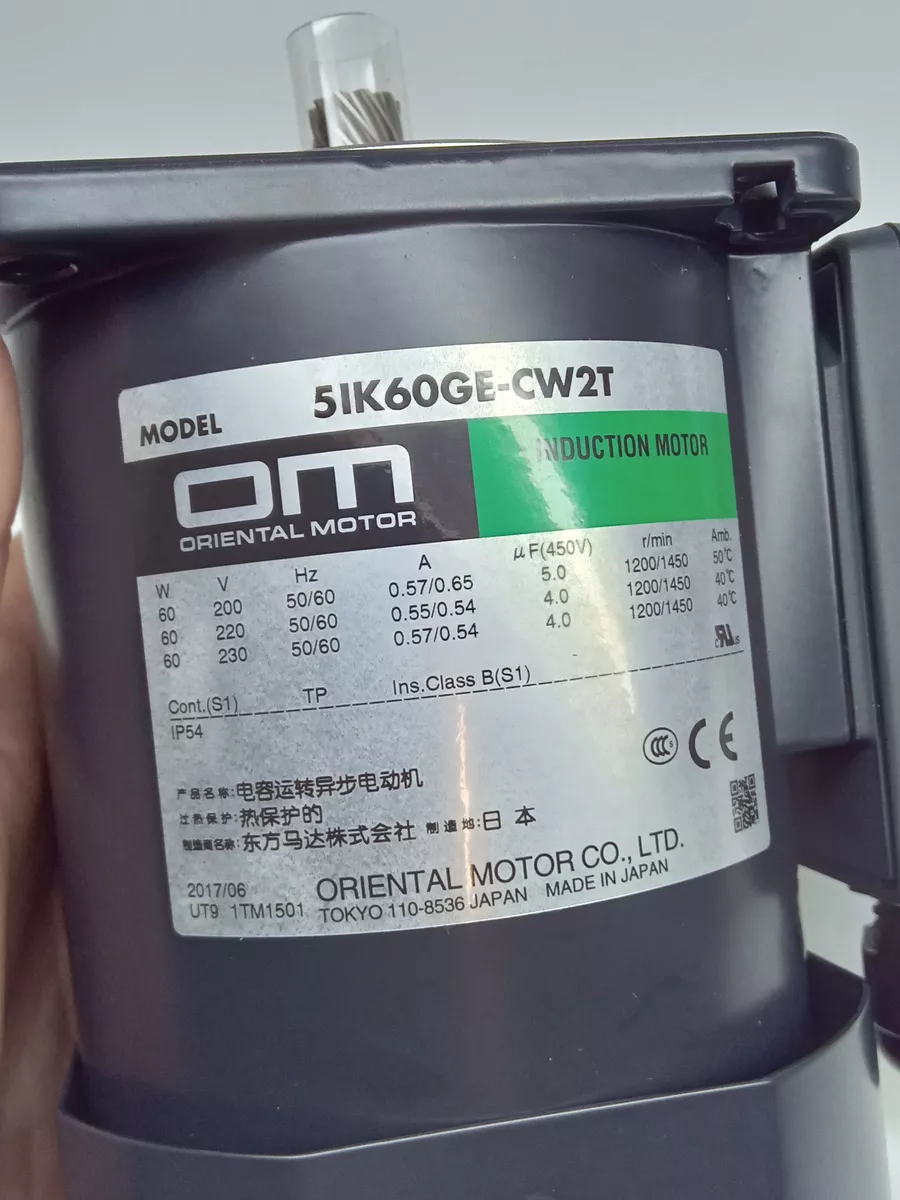 MODEL 5IK60GE-CW2T
OM
ORIENTAL MOTOR
INDUCTION MOTOR
W V Hz A μF(450V) r/min Amb.
60 200 50/60 0.57/0.65 5.0 1200/1450 50℃
60 220 50/60 0.55/0.54 4.0 1200/1450 40℃
60 230 50/60 0.57/0.54 4.0 1200/1450 40℃
c UR US
Cont.(S1) TP Ins.Class B(S1)
IP54
CCC S CE
产品名称:电容运转异步电动机
过热保护:热保护的
制造商名称:东方马达株式会社 制造地:日本
2017/06 ORIENTAL MOTOR CO., LTD.
UT9 1TM1501 TOKYO 110-8536 JAPAN MADE IN JAPAN